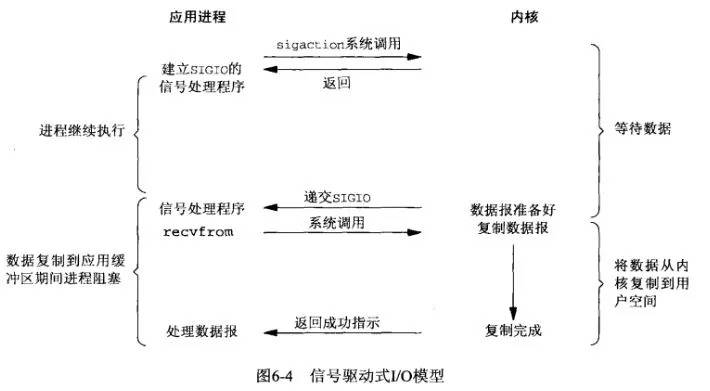 应用进程
内核
sigaction系统调用
建立SIGIO的
信号处理程序
返回
进程继续执行
等待数据
递交SIGIO
信号处理程序
数据报准备好
系统调用
recvfrom
复制数据报
数据复制到应用缓
冲区期间进程阻塞
将数据从内
核复制到用
户空间
返回成功指示
处理数据报
复制完成
图6-4 信号驱动式I/O模型